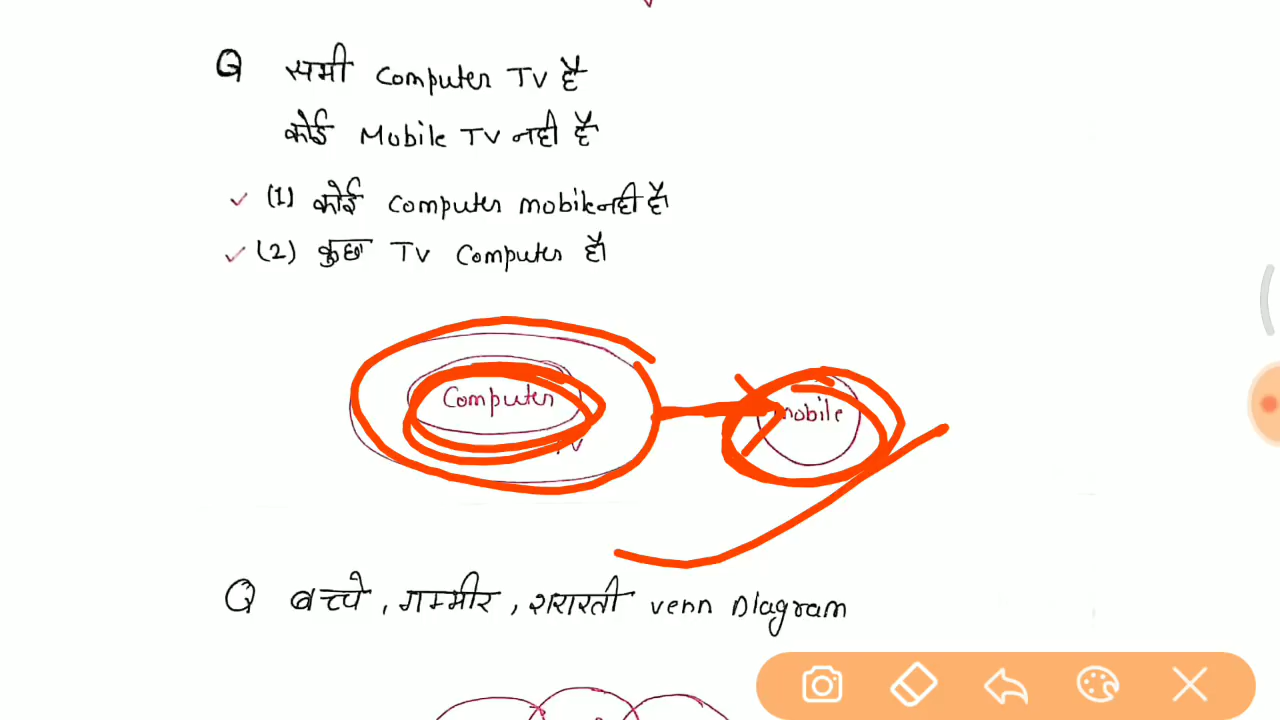 Q सभी Computer TV है
कोई Mobile TV नही है
(1) कोई Computer mobile नही है।
(2) कुछ TV Computer है।
Computer
TV
mobile
Q बच्चे, गम्मीर, शरारती venn Diagram